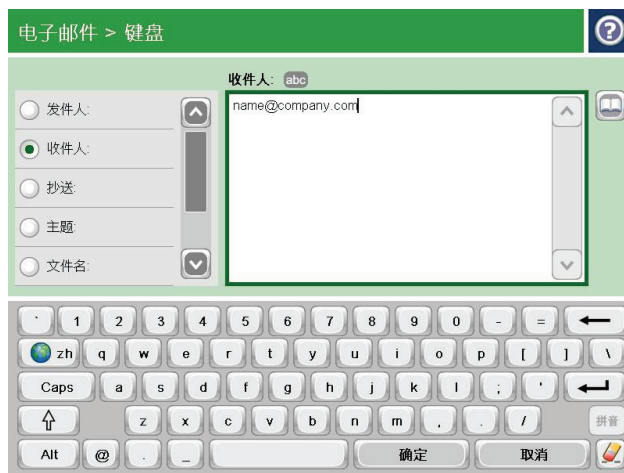 电子邮件 > 键盘
?
收件人: abc
发件人:
name@company.com
收件人:
抄送:
主题:
文件名:
` 1 2 3 4 5 6 7 8 9 0 - =
zh q w e r t y u i o p [ ] \
Caps a s d f g h j k l ; '
z x c v b n m , . / 拼音
Alt @ . _ 确定 取消